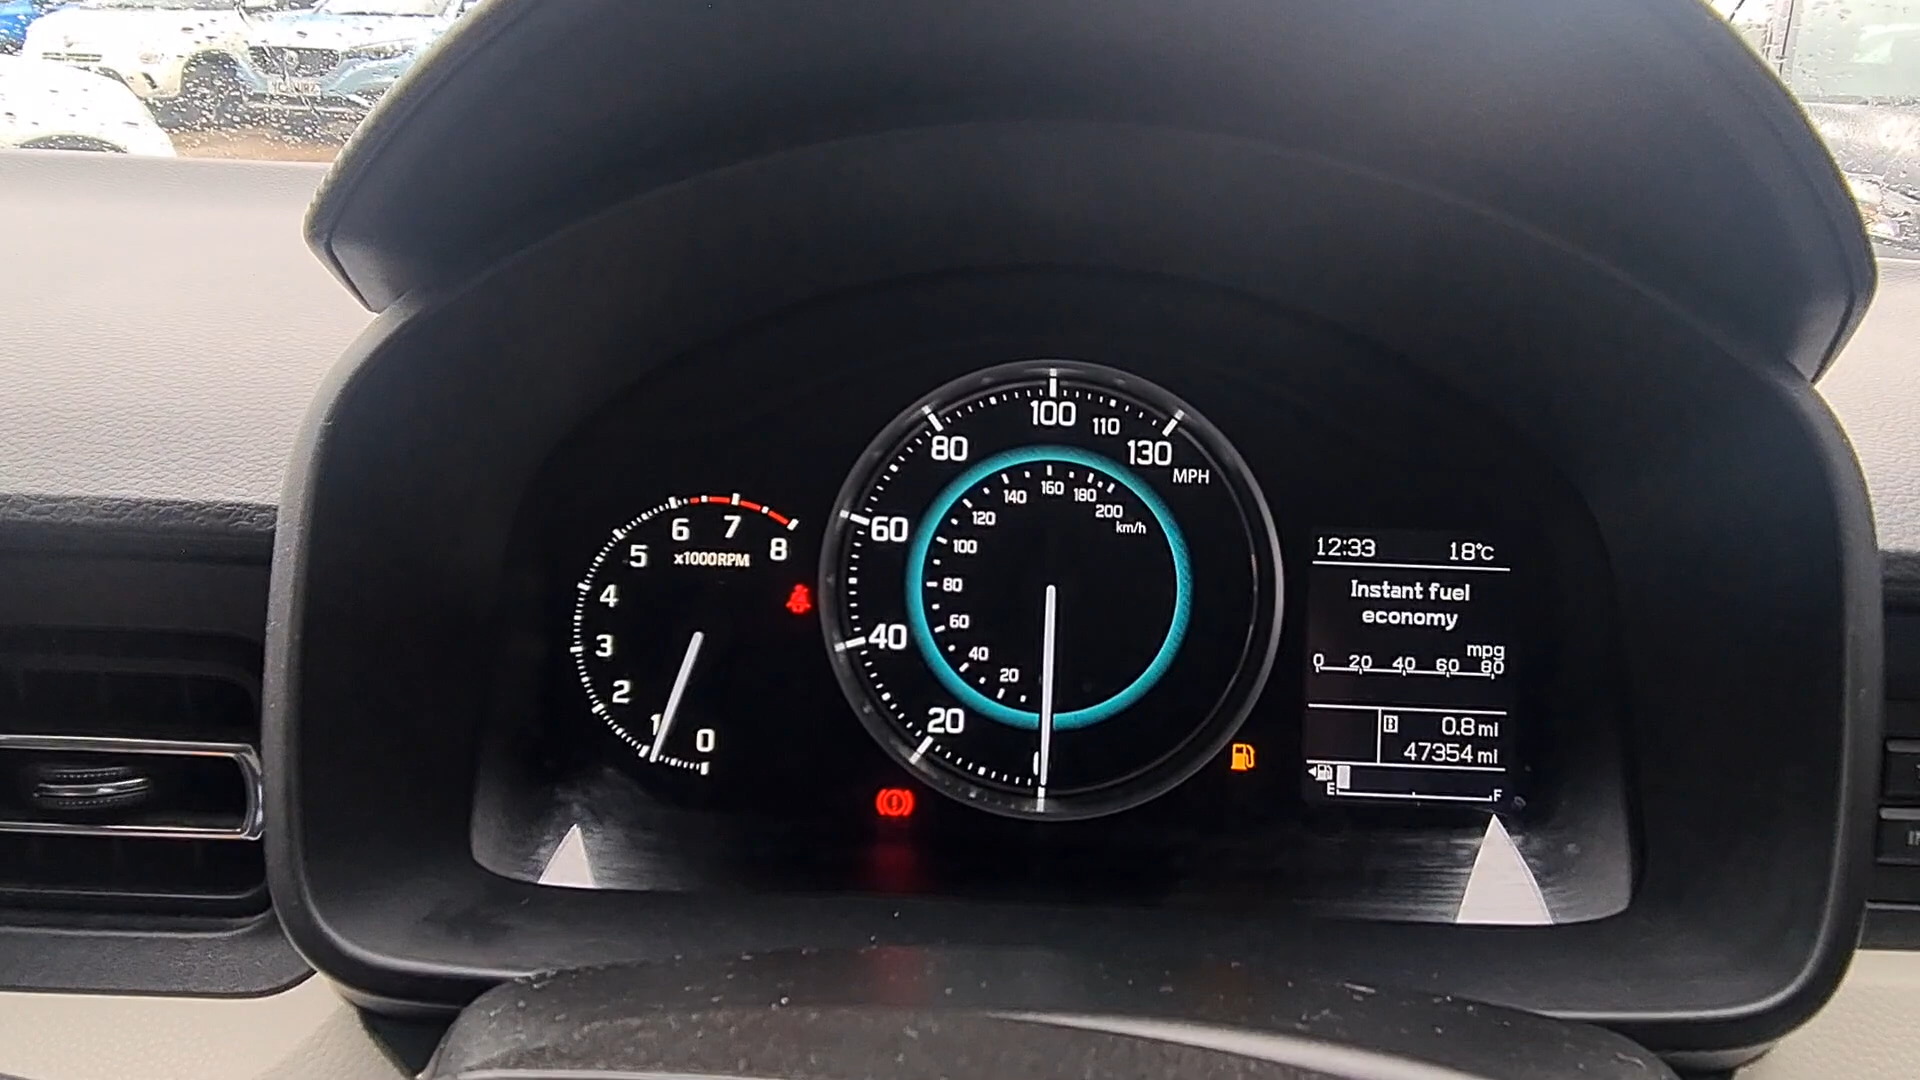 8
7
6
5
4
3
2
1
0
x1000RPM
20
40
60
80
100
110
130
MPH
20
40
60
80
100
120
140
160
180
200
km/h
12:33 18°C
Instant fuel
economy
mpg
0 20 40 60 80
B 0.8 mi
47354 mi
E F